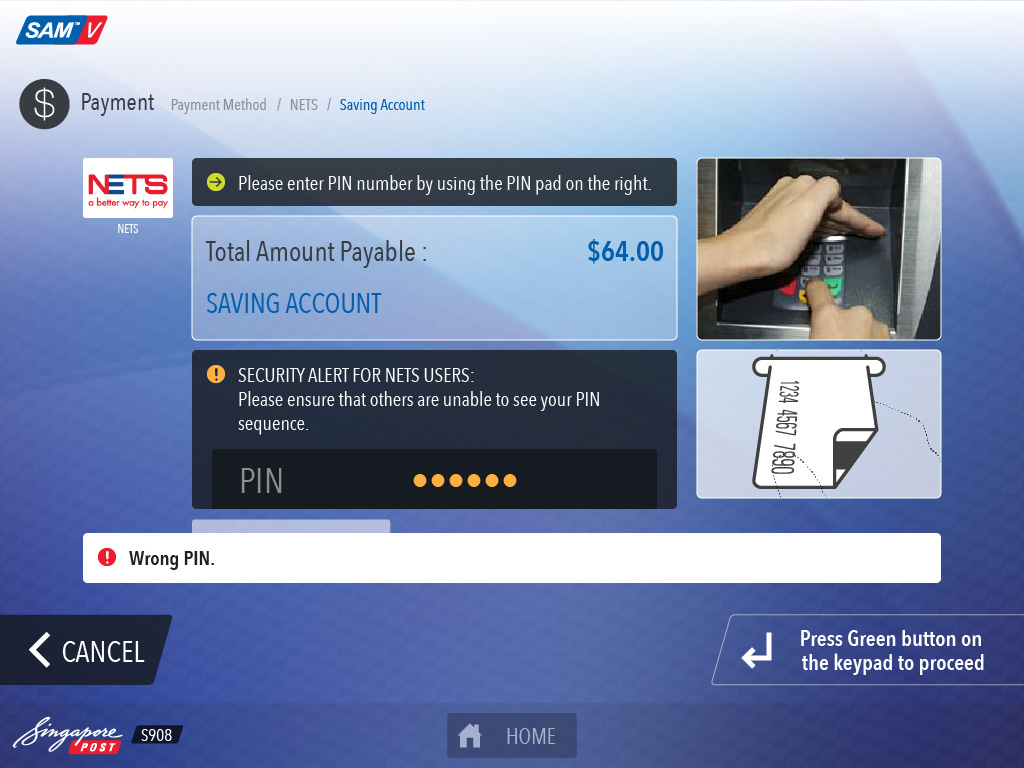 SAM™ V
Payment
Payment Method / NETS / Saving Account
NETS
a better way to pay
NETS
Please enter PIN number by using the PIN pad on the right.
Total Amount Payable : $64.00
SAVING ACCOUNT
SECURITY ALERT FOR NETS USERS:
Please ensure that others are unable to see your PIN
sequence.
PIN
1234 4567 7890
Wrong PIN.
CANCEL
Press Green button on
the keypad to proceed
Singapore
POST
S908
HOME